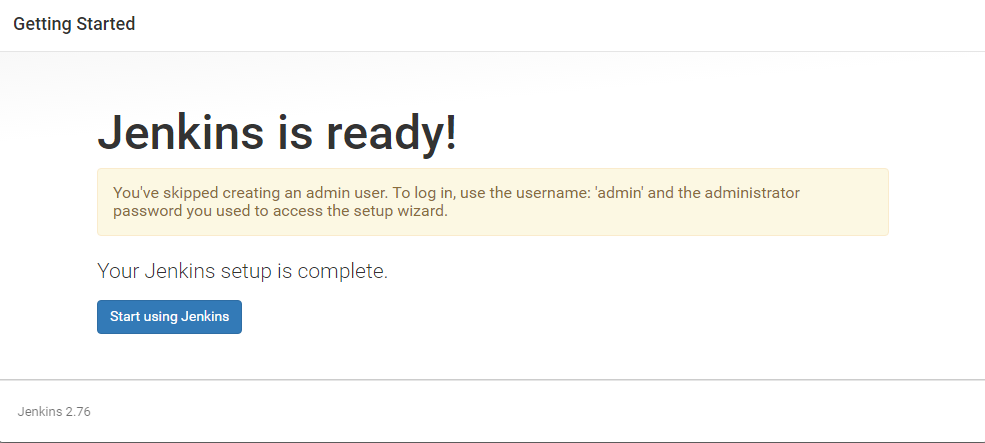 Getting Started
Jenkins is ready!
You've skipped creating an admin user. To log in, use the username: 'admin' and the administrator
password you used to access the setup wizard.
Your Jenkins setup is complete.
Start using Jenkins
Jenkins 2.76